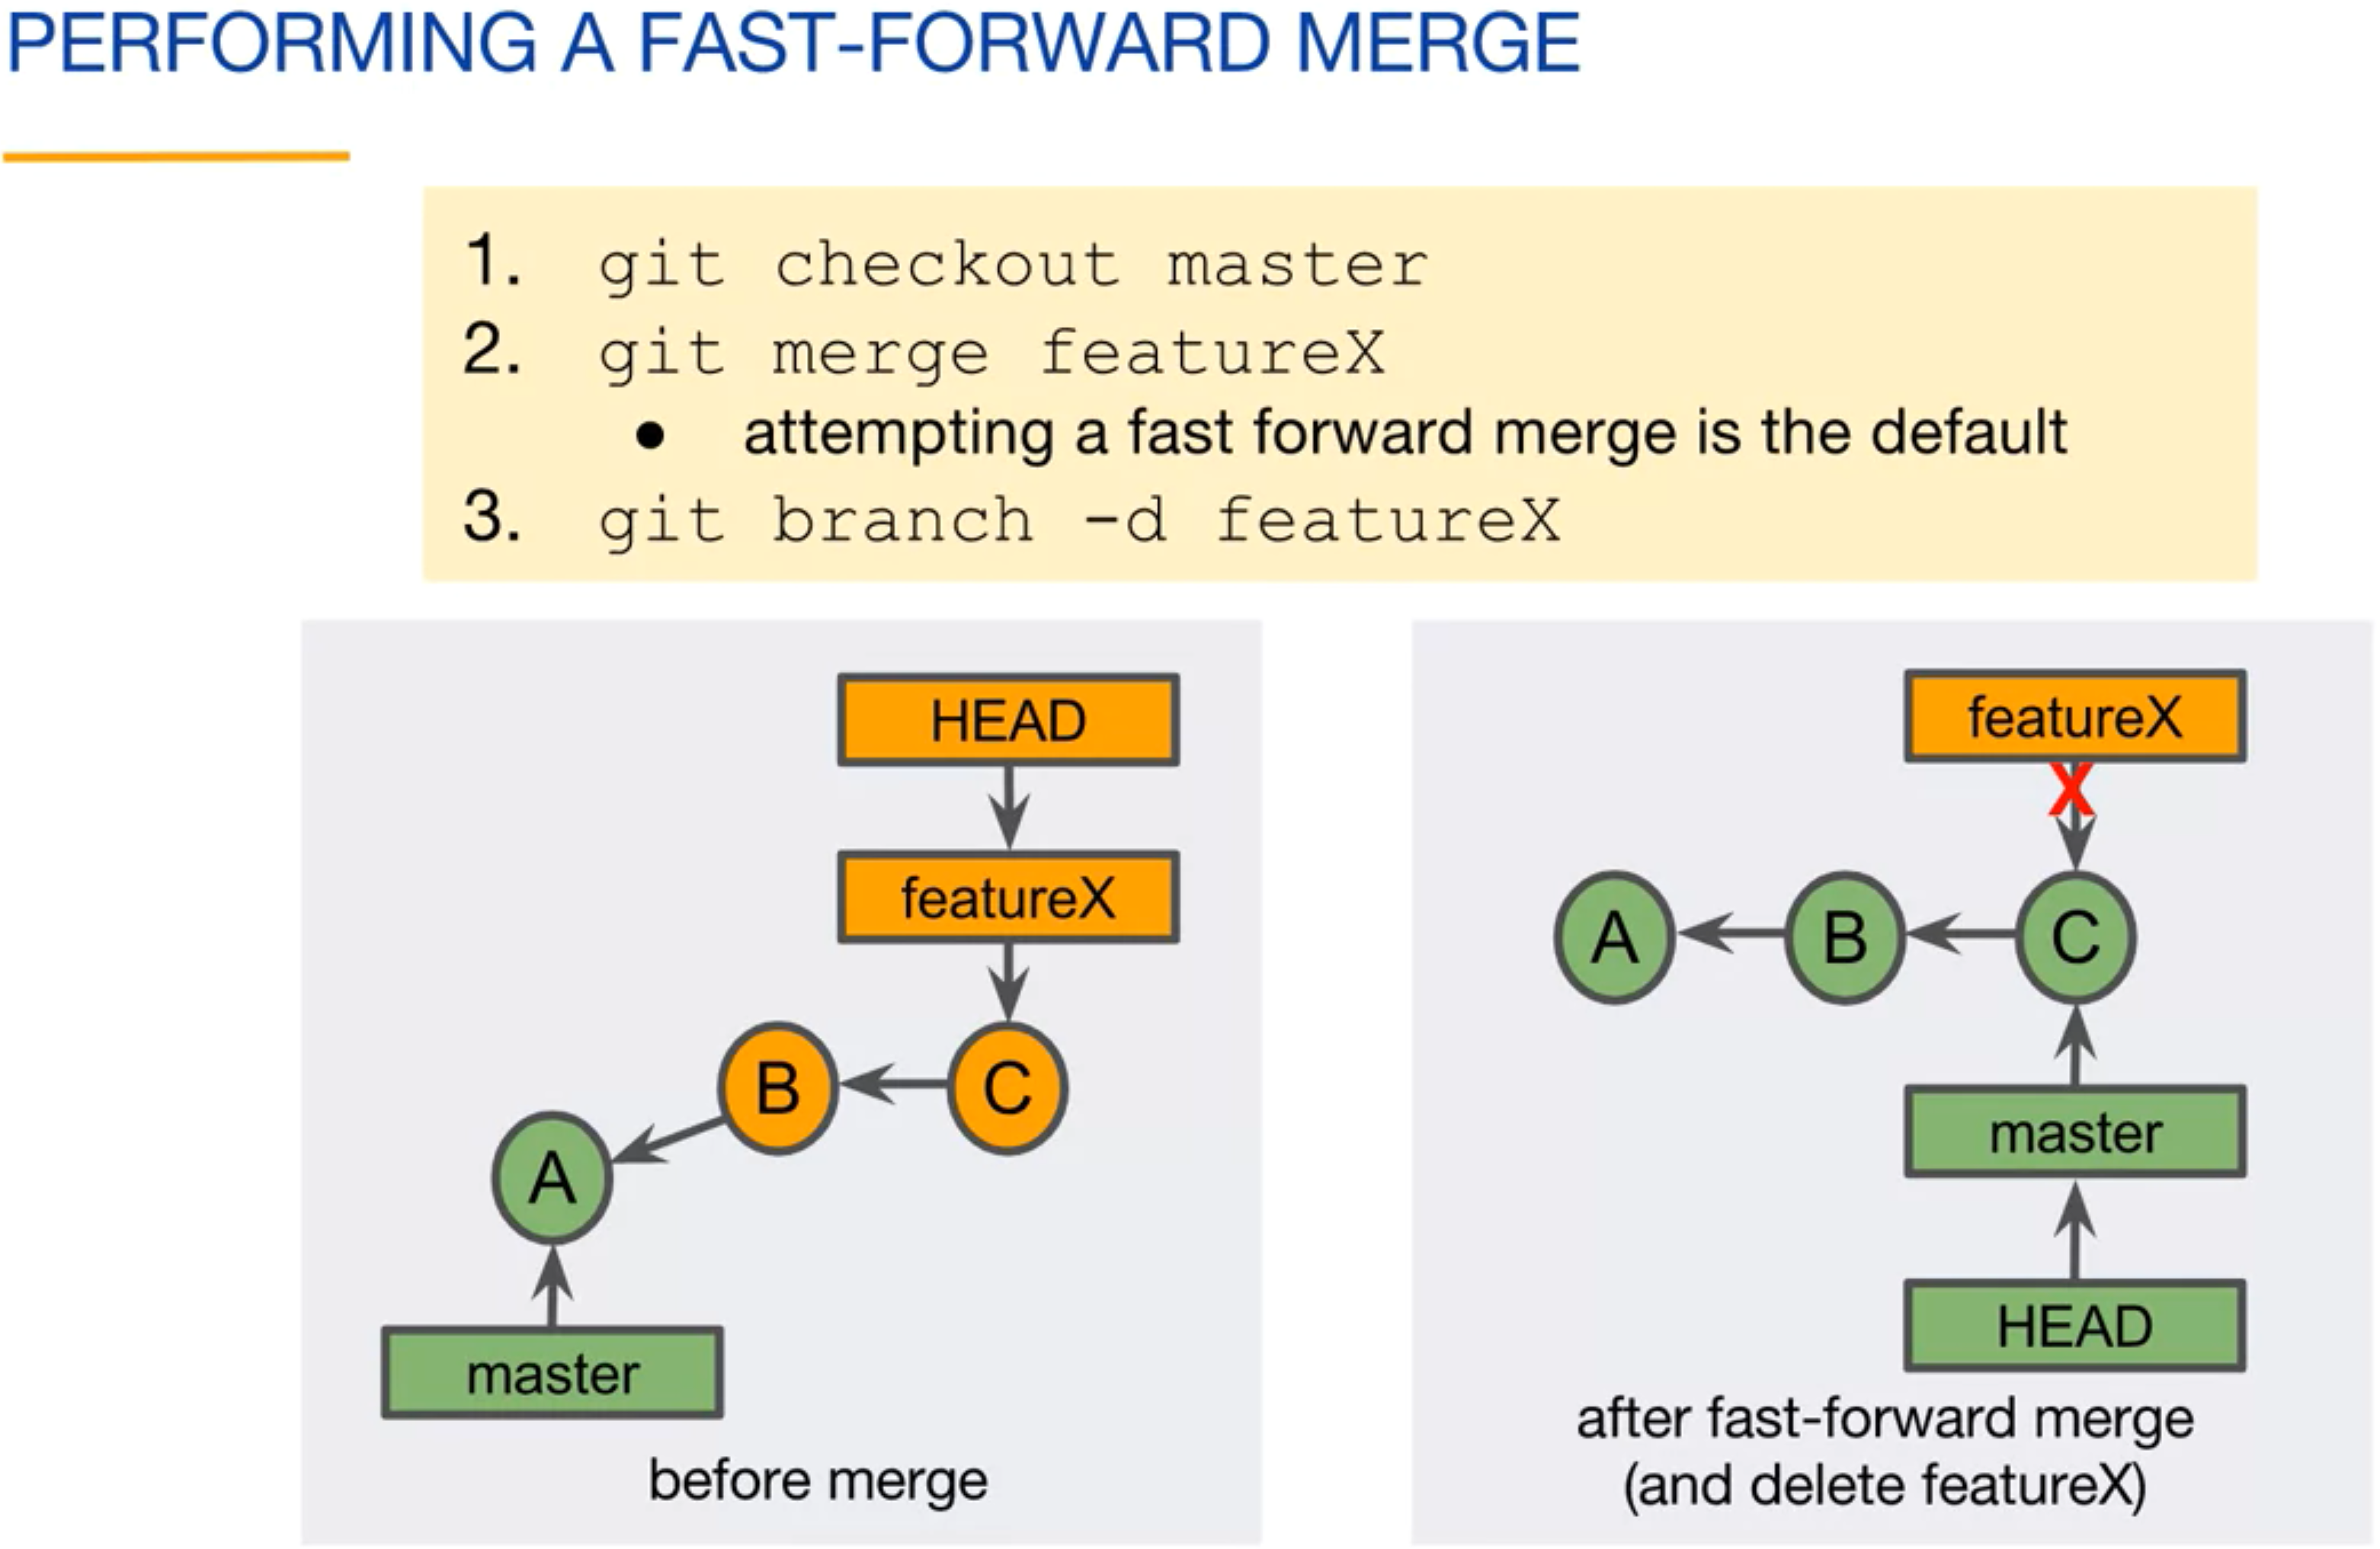 PERFORMING A FAST-FORWARD MERGE
1. git checkout master
2. git merge featureX
● attempting a fast forward merge is the default
3. git branch -d featureX
HEAD
featureX
B
C
A
master
before merge
featureX
X
A
B
C
master
HEAD
after fast-forward merge
(and delete featureX)